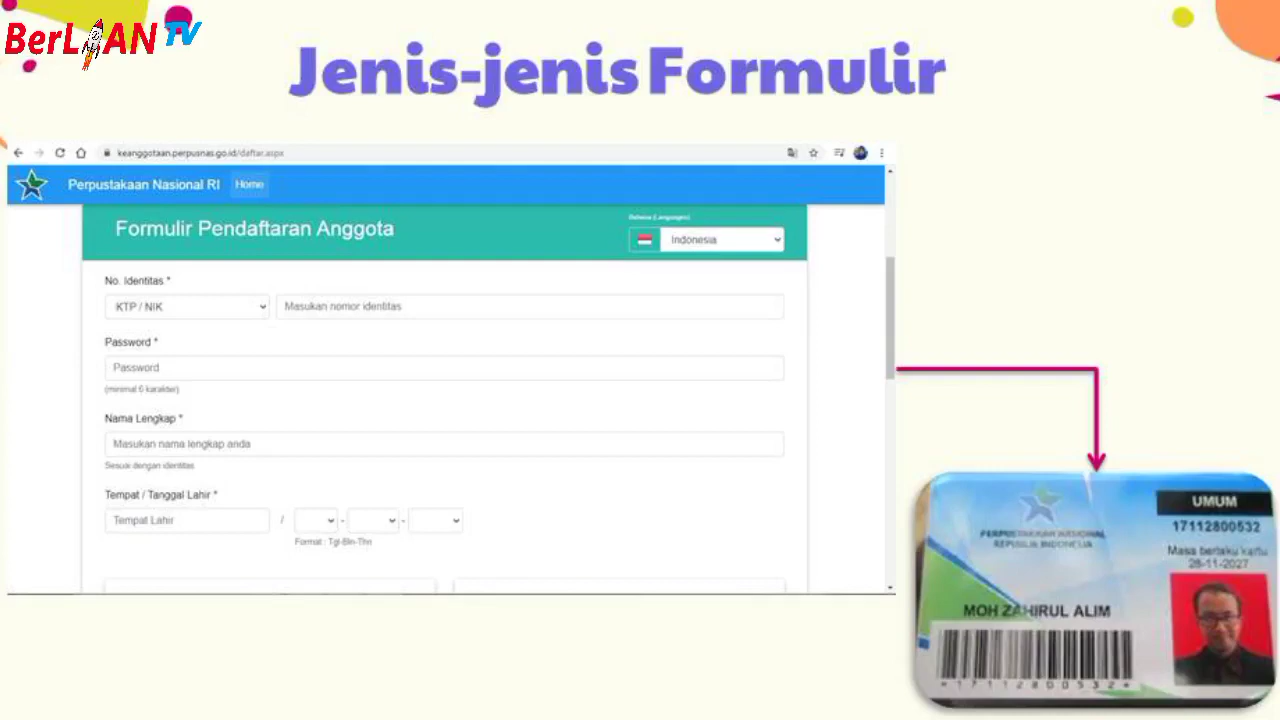 BerLIAN TV
Jenis-jenis Formulir
keanggotaan.perpusnas.go.id/daftar.aspx
Perpustakaan Nasional RI Home
Formulir Pendaftaran Anggota
Bahasa (Languages)
Indonesia
No. Identitas *
KTP / NIK Masukan nomor identitas
Password *
Password
(minimal 6 karakter)
Nama Lengkap *
Masukan nama lengkap anda
Sesuai dengan identitas
Tempat / Tanggal Lahir *
Tempat Lahir / - -
Format : Tgl-Bln-Thn
UMUM
17112800532
PERPUSTAKAAN NASIONAL
REPUBLIK INDONESIA
Masa berlaku kartu
28-11-2027
MOH ZAHIRUL ALIM
*17112800532*